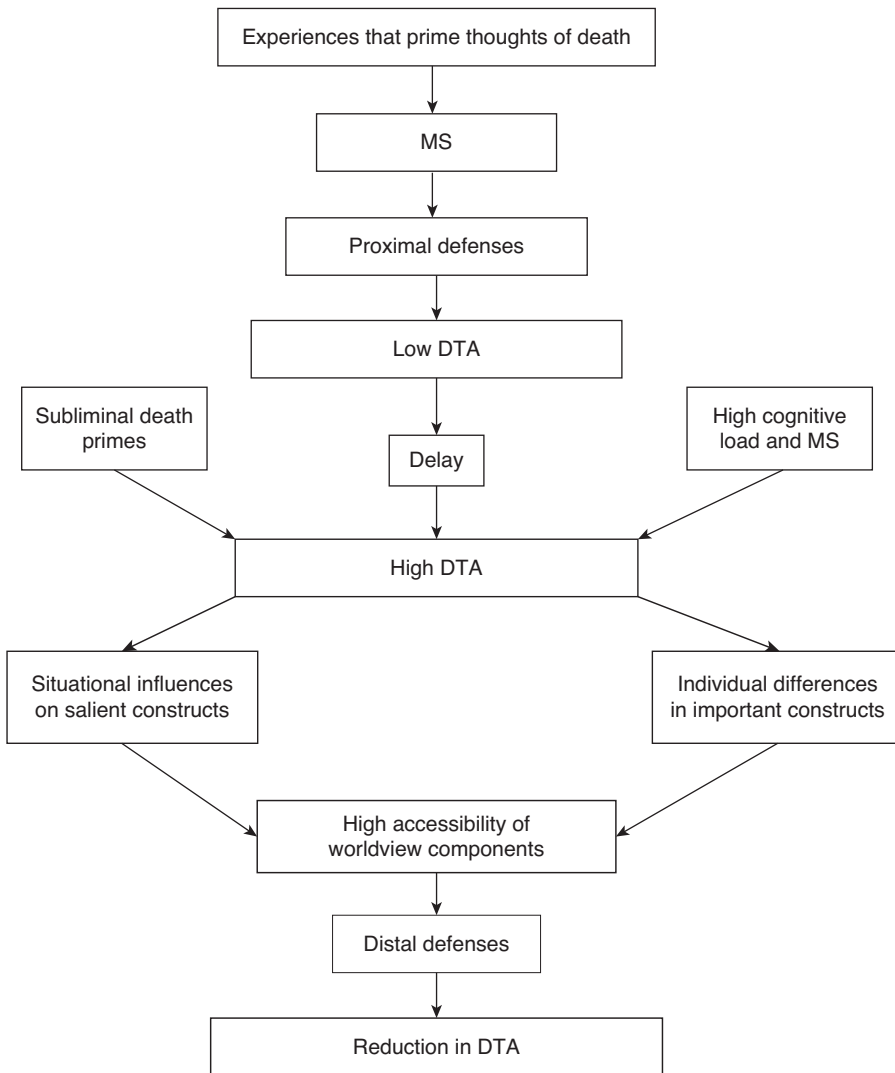 Experiences that prime thoughts of death
MS
Proximal defenses
Low DTA
Subliminal death
primes
Delay
High cognitive
load and MS
High DTA
Situational influences
on salient constructs
Individual differences
in important constructs
High accessibility of
worldview components
Distal defenses
Reduction in DTA